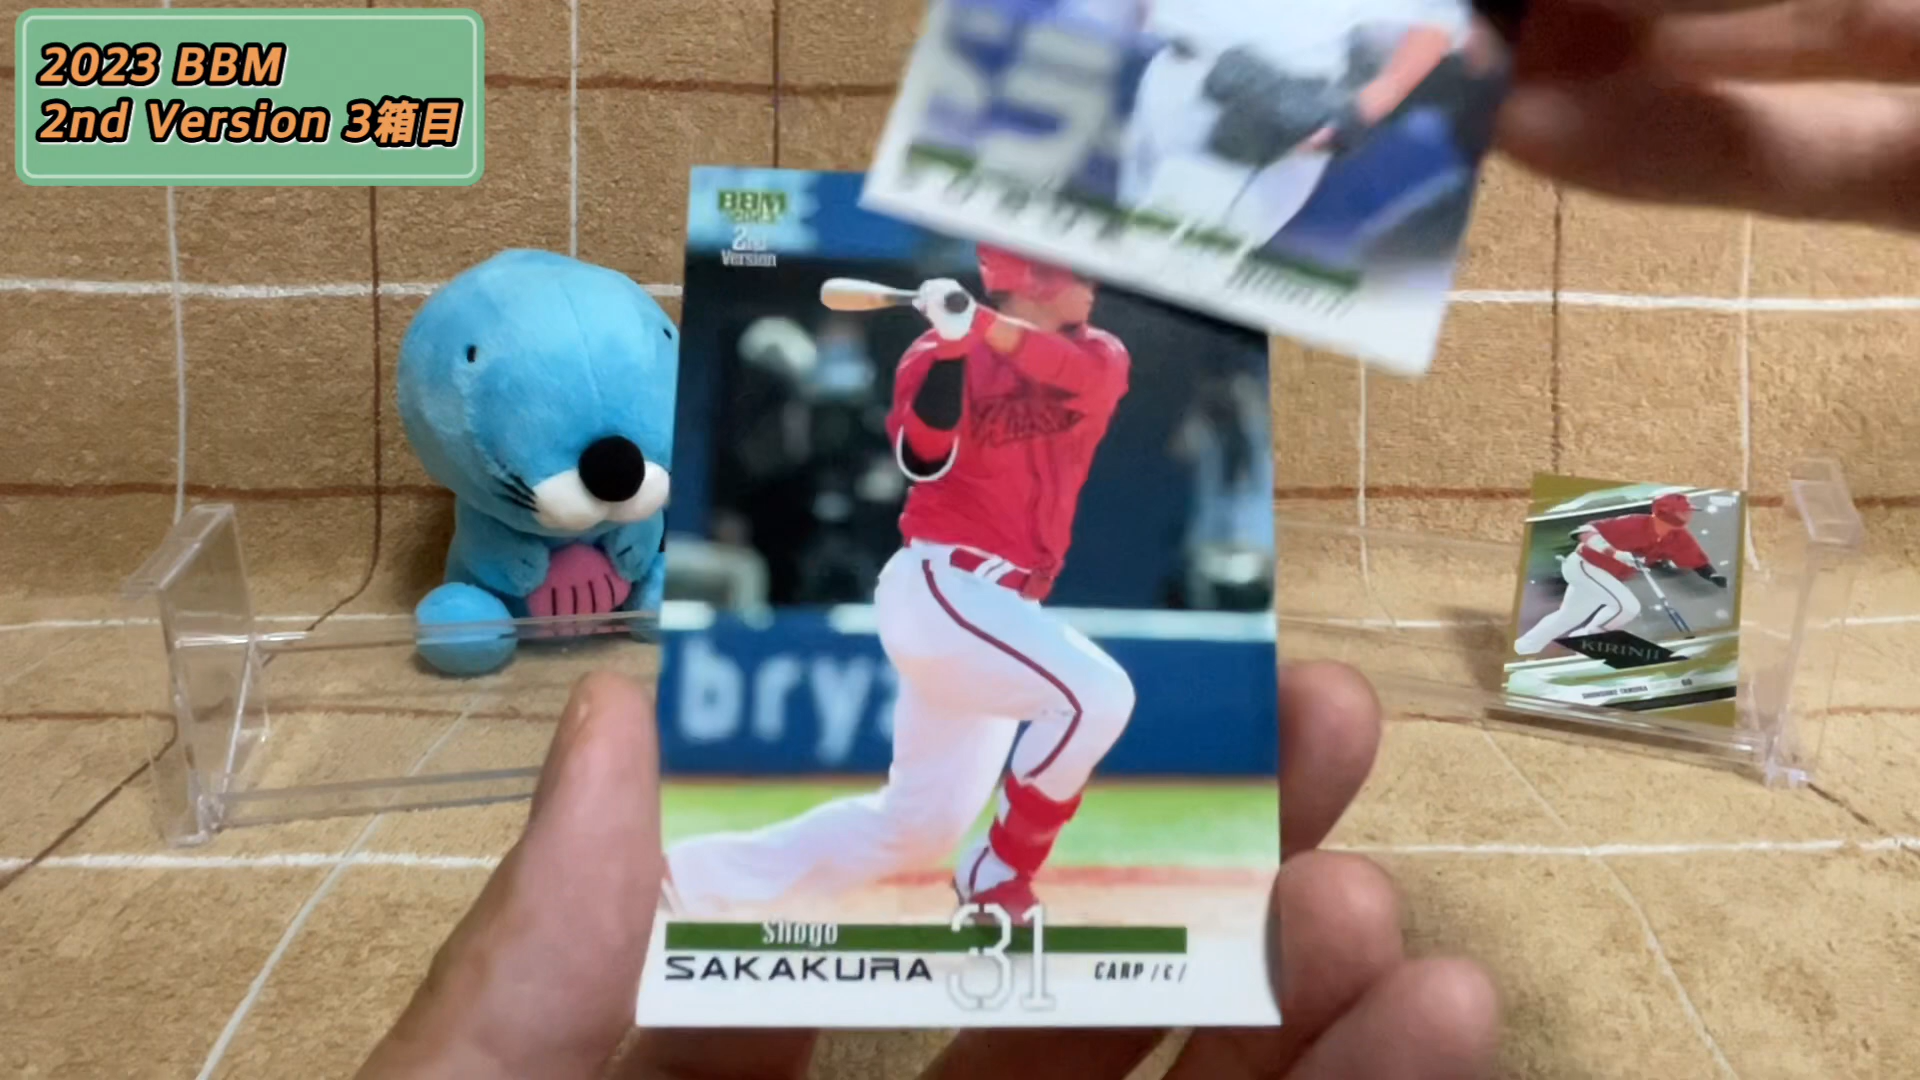 2023 BBM
2nd Version 3箱目
BBM
2nd
Version
bry
Shogo
SAKAKURA 31 CARP /C/
KIRINJI